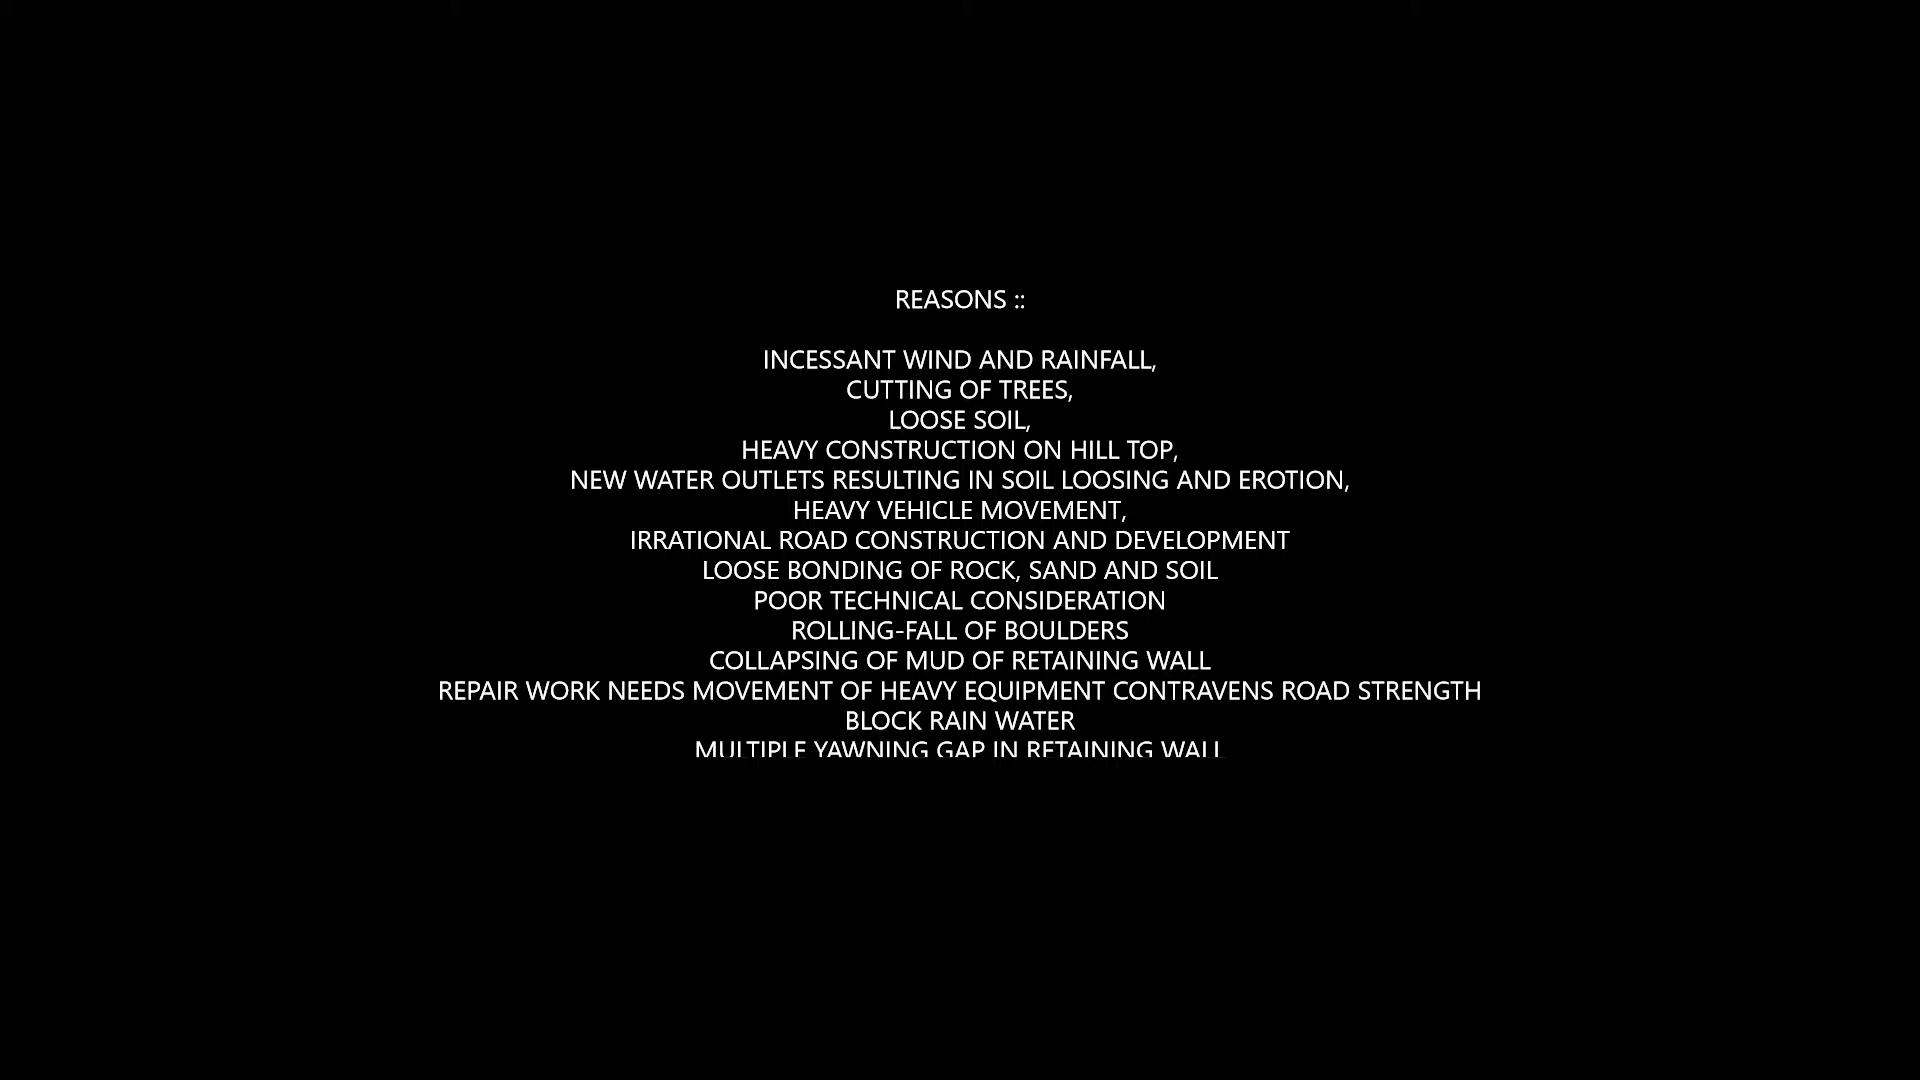 REASONS ::
INCESSANT WIND AND RAINFALL,
CUTTING OF TREES,
LOOSE SOIL,
HEAVY CONSTRUCTION ON HILL TOP,
NEW WATER OUTLETS RESULTING IN SOIL LOOSING AND EROTION,
HEAVY VEHICLE MOVEMENT,
IRRATIONAL ROAD CONSTRUCTION AND DEVELOPMENT
LOOSE BONDING OF ROCK, SAND AND SOIL
POOR TECHNICAL CONSIDERATION
ROLLING-FALL OF BOULDERS
COLLAPSING OF MUD OF RETAINING WALL
REPAIR WORK NEEDS MOVEMENT OF HEAVY EQUIPMENT CONTRAVENS ROAD STRENGTH
BLOCK RAIN WATER
MULTIPLE YAWNING GAP IN RETAINING WALL